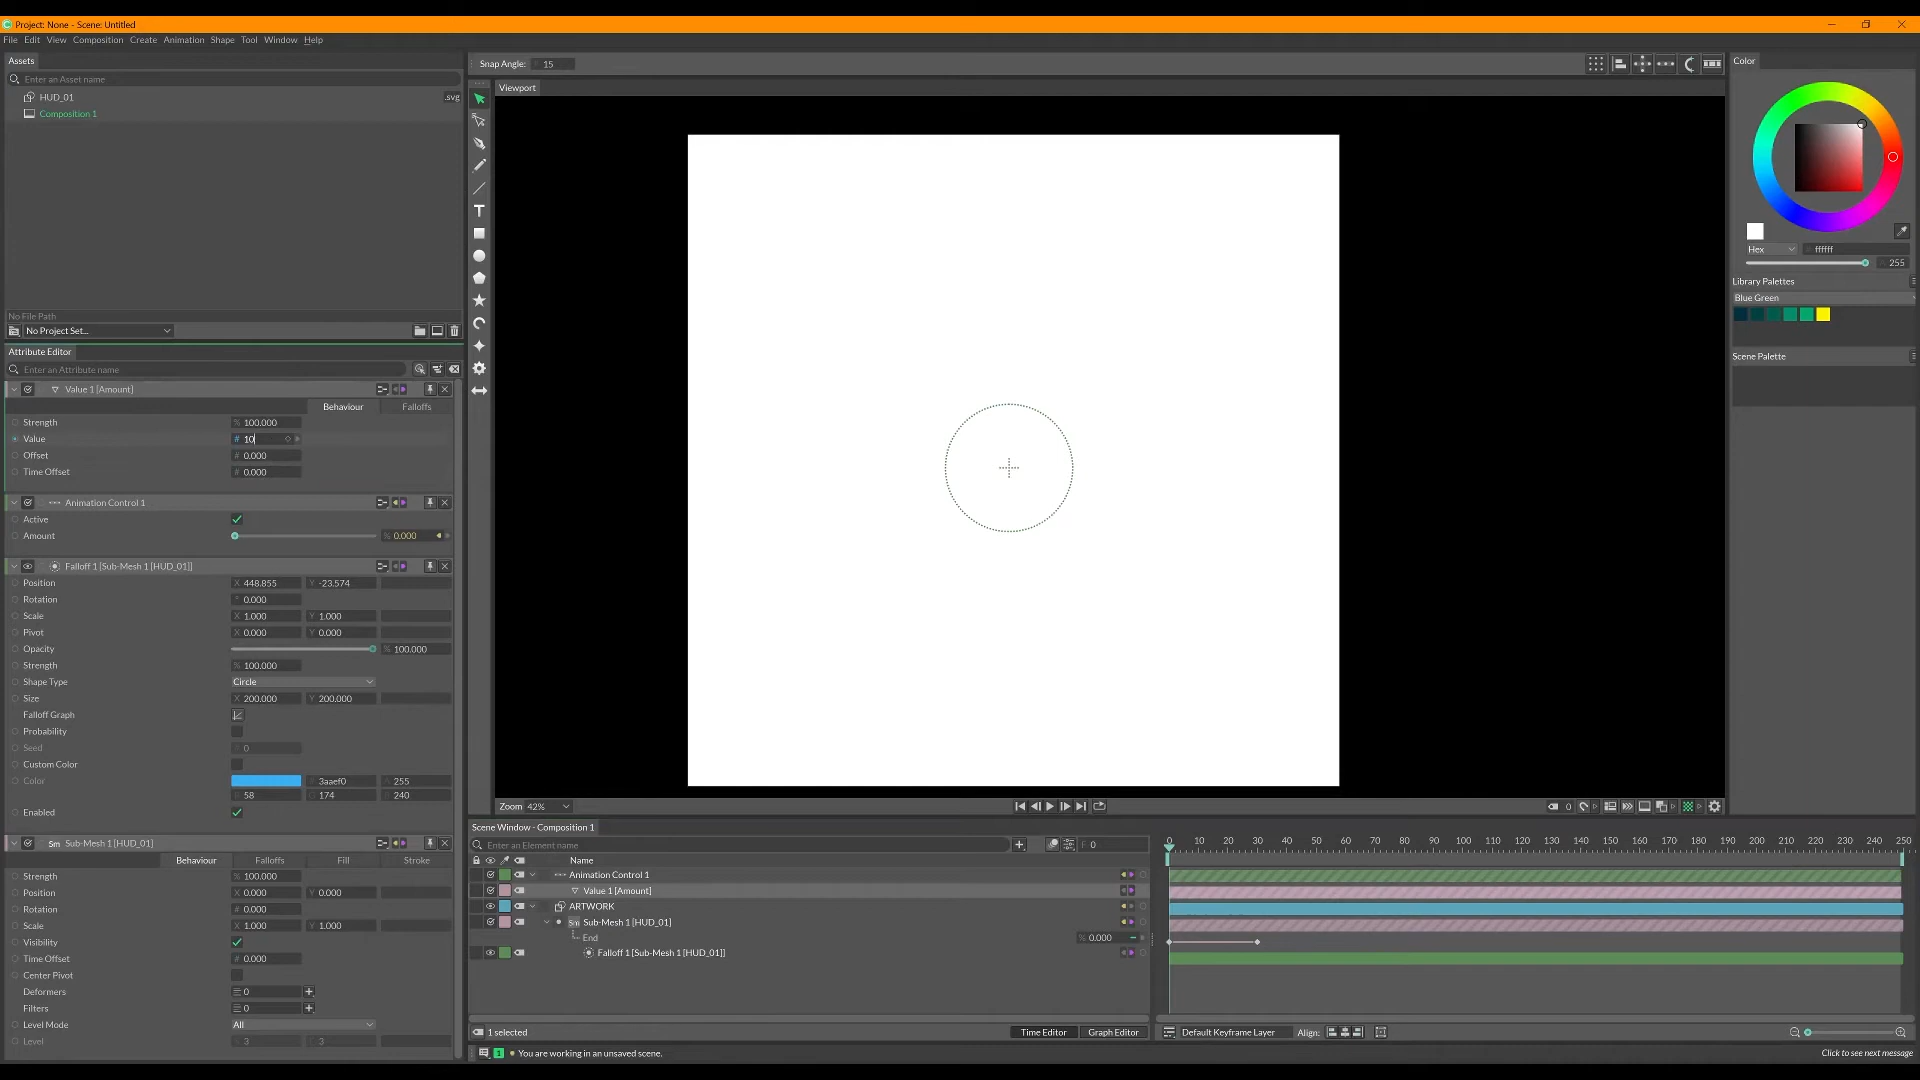 Project: None - Scene: Untitled
File Edit View Composition Create Animation Shape Tool Window Help
Assets
Enter an Asset name
HUD_01 .svg
Composition 1
No File Path
No Project Set...
Attribute Editor
Enter an Attribute name
Value 1 [Amount]
Behaviour Falloffs
Strength % 100.000
Value # 10
Offset # 0.000
Time Offset # 0.000
Animation Control 1
Active
Amount % 0.000
Falloff 1 [Sub-Mesh 1 [HUD_01]]
Position X 448.855 Y -23.574
Rotation ° 0.000
Scale X 1.000 Y 1.000
Pivot X 0.000 Y 0.000
Opacity % 100.000
Strength % 100.000
Shape Type Circle
Size X 200.000 Y 200.000
Falloff Graph
Probability
Seed 0
Custom Color
Color 3aaef0 255
58 174 240
Enabled
Sm Sub-Mesh 1 [HUD_01]
Behaviour Falloffs Fill Stroke
Strength % 100.000
Position X 0.000 Y 0.000
Rotation # 0.000
Scale X 1.000 Y 1.000
Visibility
Time Offset # 0.000
Center Pivot
Deformers 0
Filters 0
Level Mode All
Level 3 3
Snap Angle: 15
Viewport
T
Zoom 42%
0
Scene Window - Composition 1
Enter an Element name
F 0
Name
Animation Control 1
Value 1 [Amount]
ARTWORK
Sm Sub-Mesh 1 [HUD_01]
End % 0.000
Falloff 1 [Sub-Mesh 1 [HUD_01]]
0 10 20 30 40 50 60 70 80 90 100 110 120 130 140 150 160 170 180 190 200 210 220 230 240 250
1 selected
Time Editor Graph Editor
Default Keyframe Layer Align:
1 You are working in an unsaved scene.
Click to see next message
Color
Hex ffffff
255
Library Palettes
Blue Green
Scene Palette